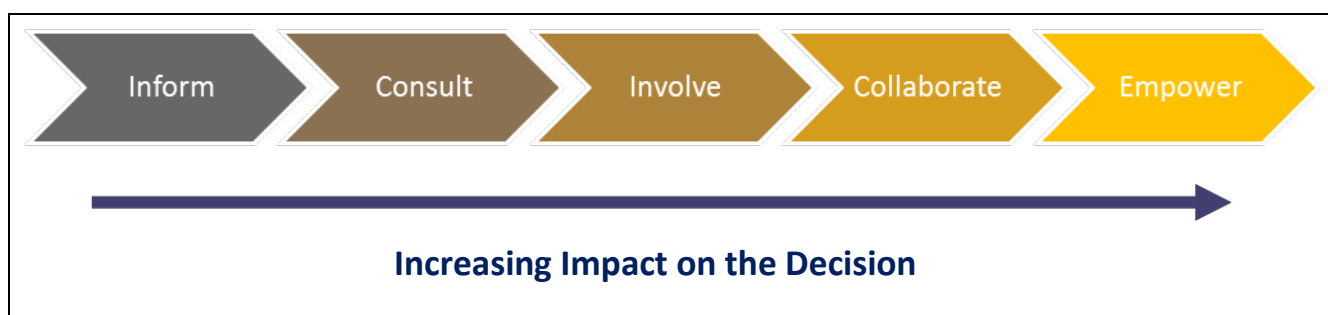 Inform
Consult
Involve
Collaborate
Empower
Increasing Impact on the Decision